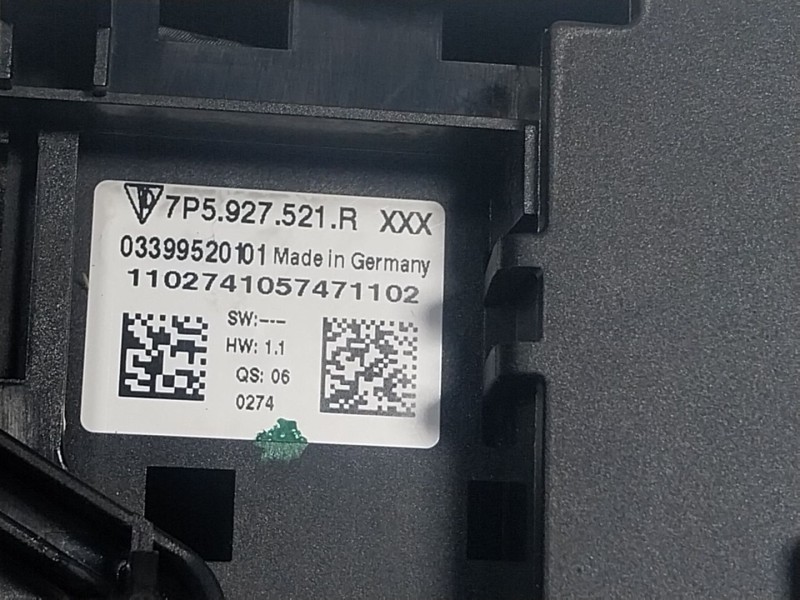 7P5.927.521.R XXX
03399520101 Made in Germany
1102741057471102
SW:---
HW: 1.1
QS: 06
0274